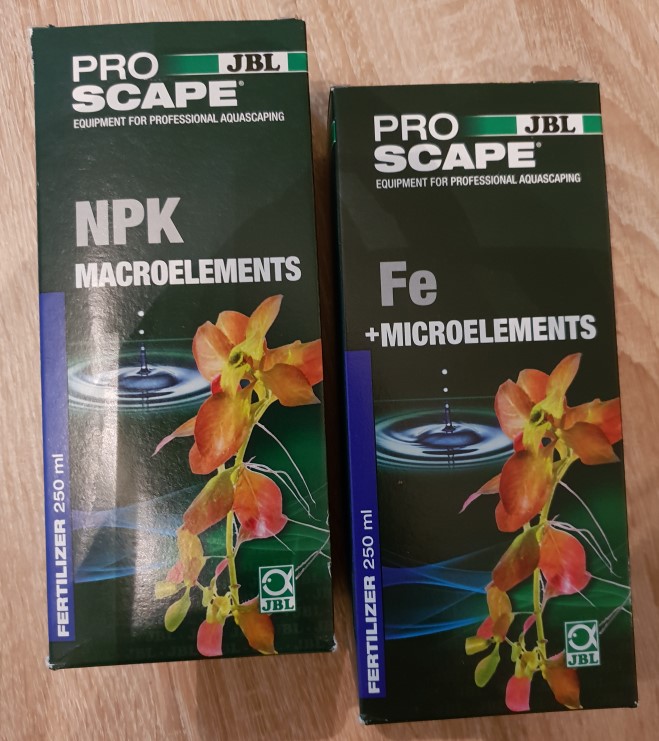 PRO JBL
SCAPE®
EQUIPMENT FOR PROFESSIONAL AQUASCAPING
NPK
MACROELEMENTS
FERTILIZER 250 ml
JBL
PRO JBL
SCAPE®
EQUIPMENT FOR PROFESSIONAL AQUASCAPING
Fe
+MICROELEMENTS
FERTILIZER 250 ml
JBL